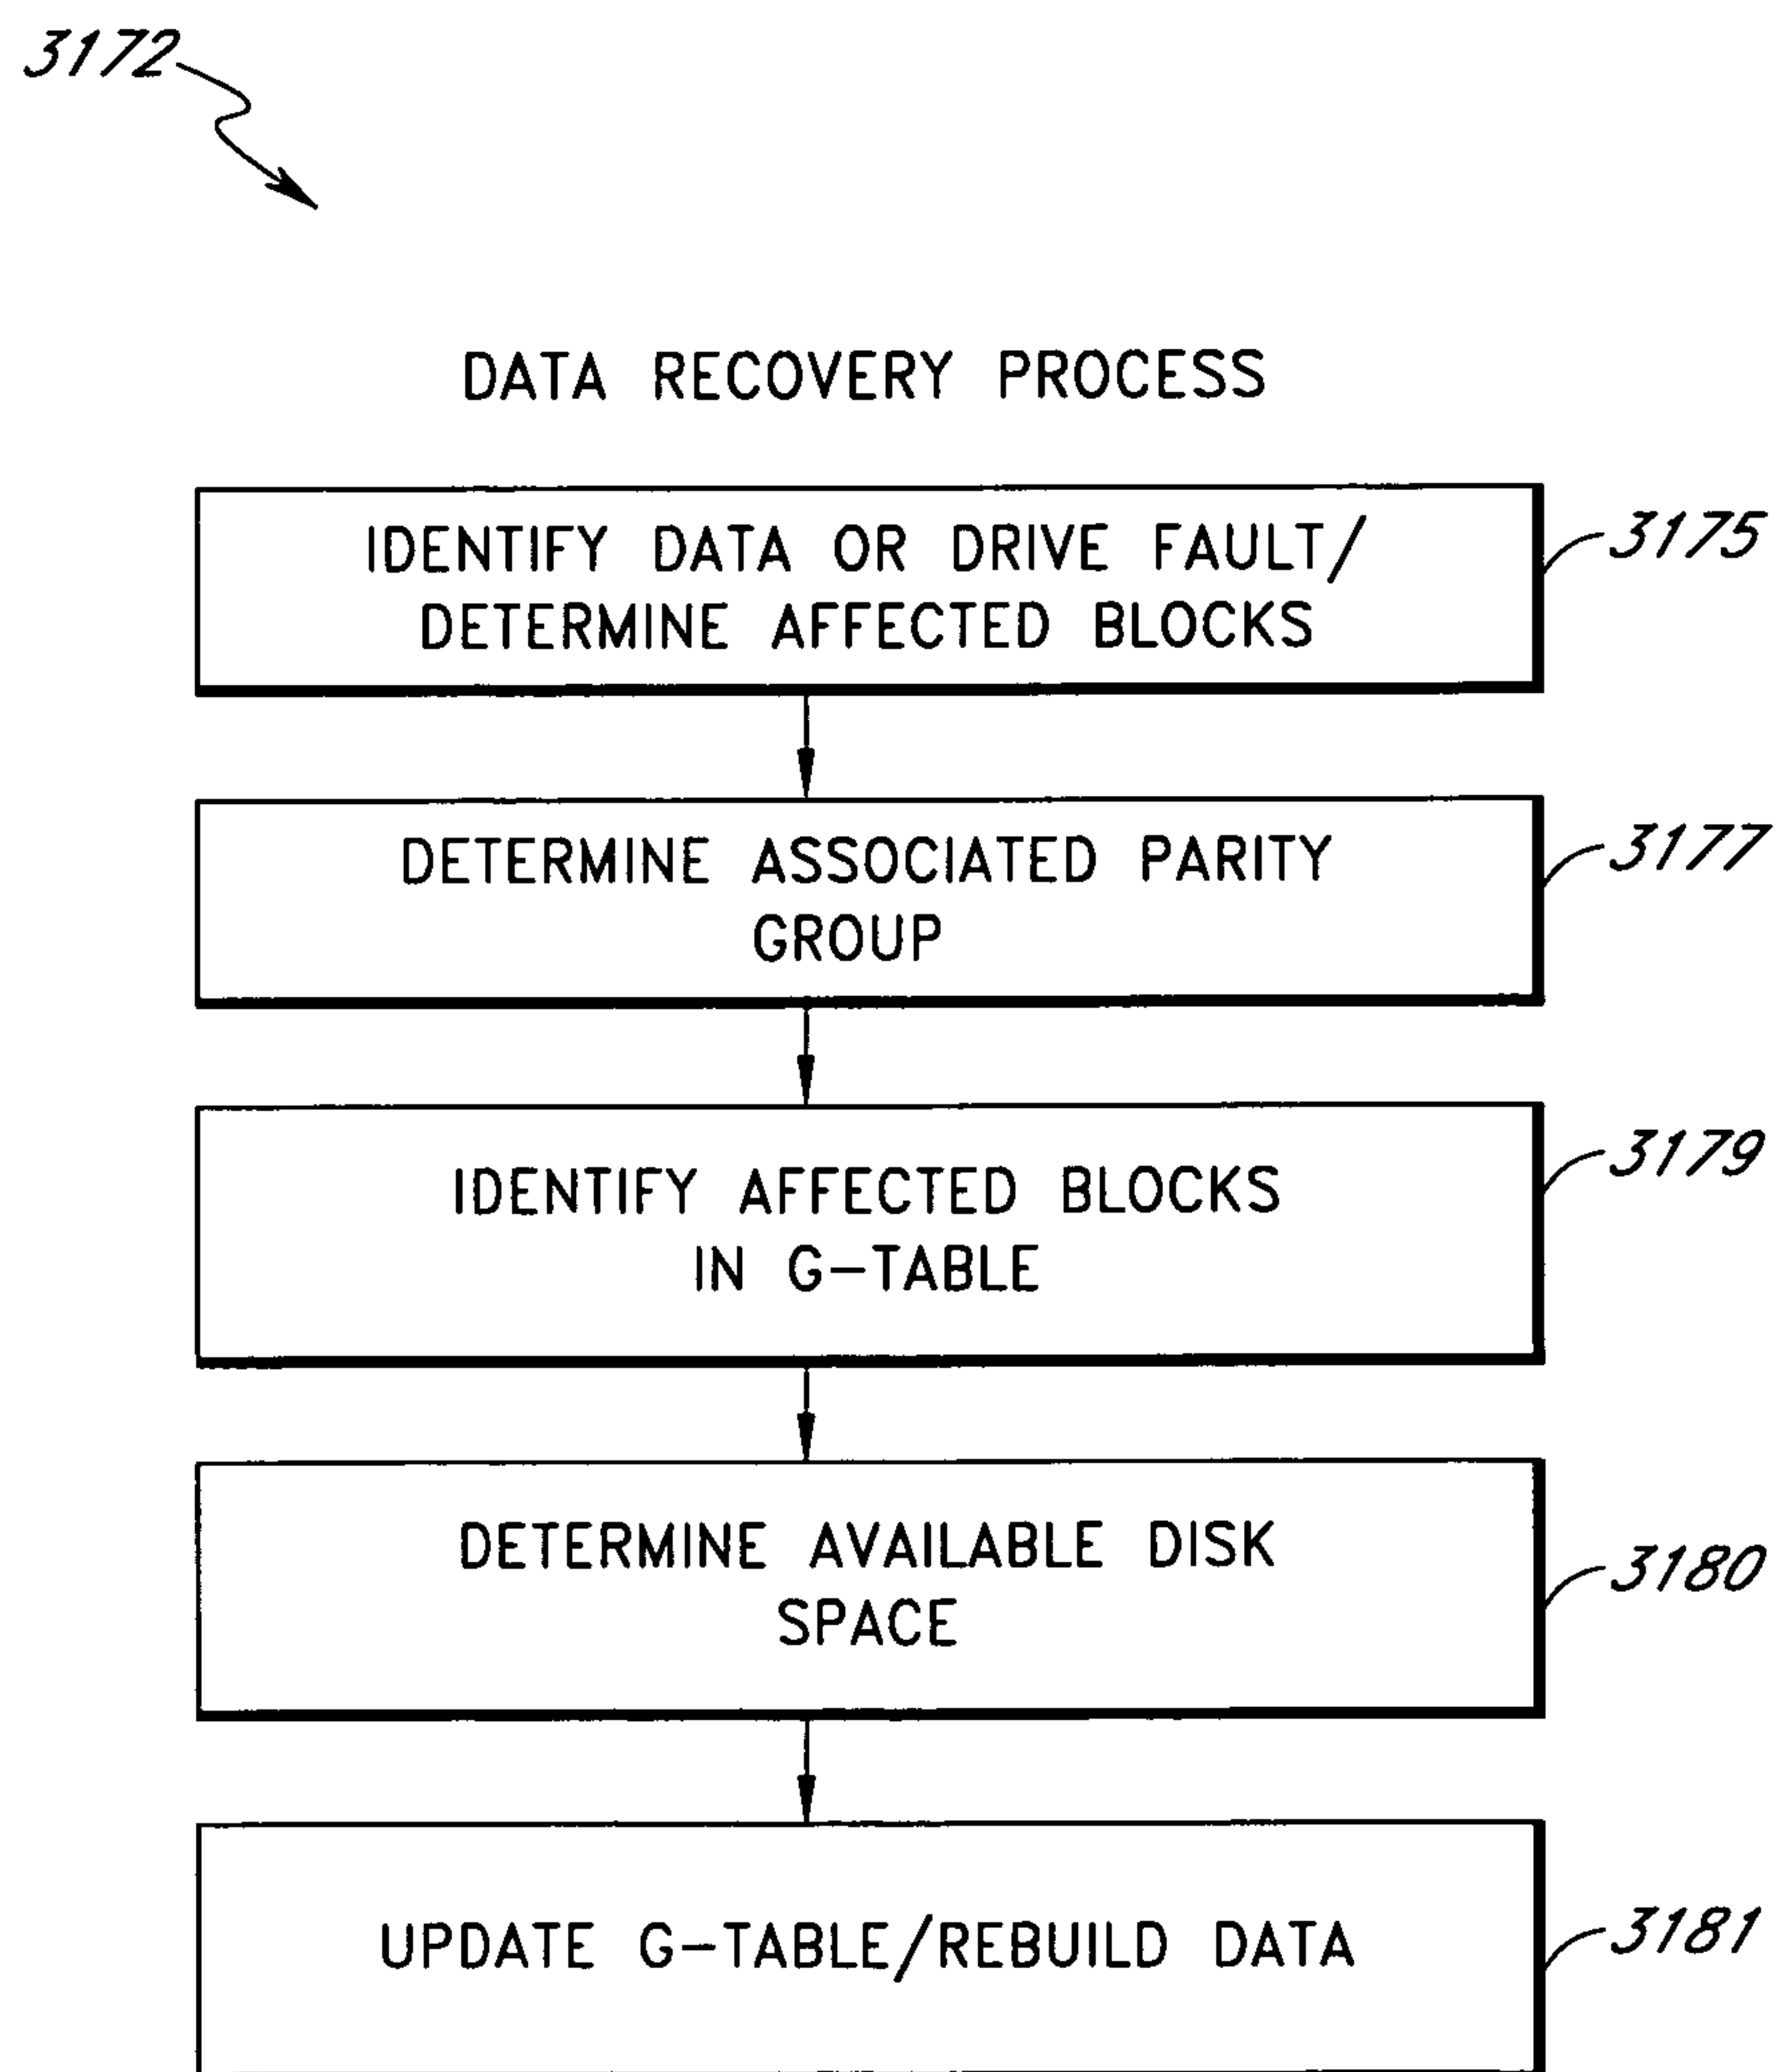 3172
DATA RECOVERY PROCESS
IDENTIFY DATA OR DRIVE FAULT/
DETERMINE AFFECTED BLOCKS
3175
DETERMINE ASSOCIATED PARITY
GROUP
3177
IDENTIFY AFFECTED BLOCKS
IN G-TABLE
3179
DETERMINE AVAILABLE DISK
SPACE
3180
UPDATE G-TABLE/REBUILD DATA
3181